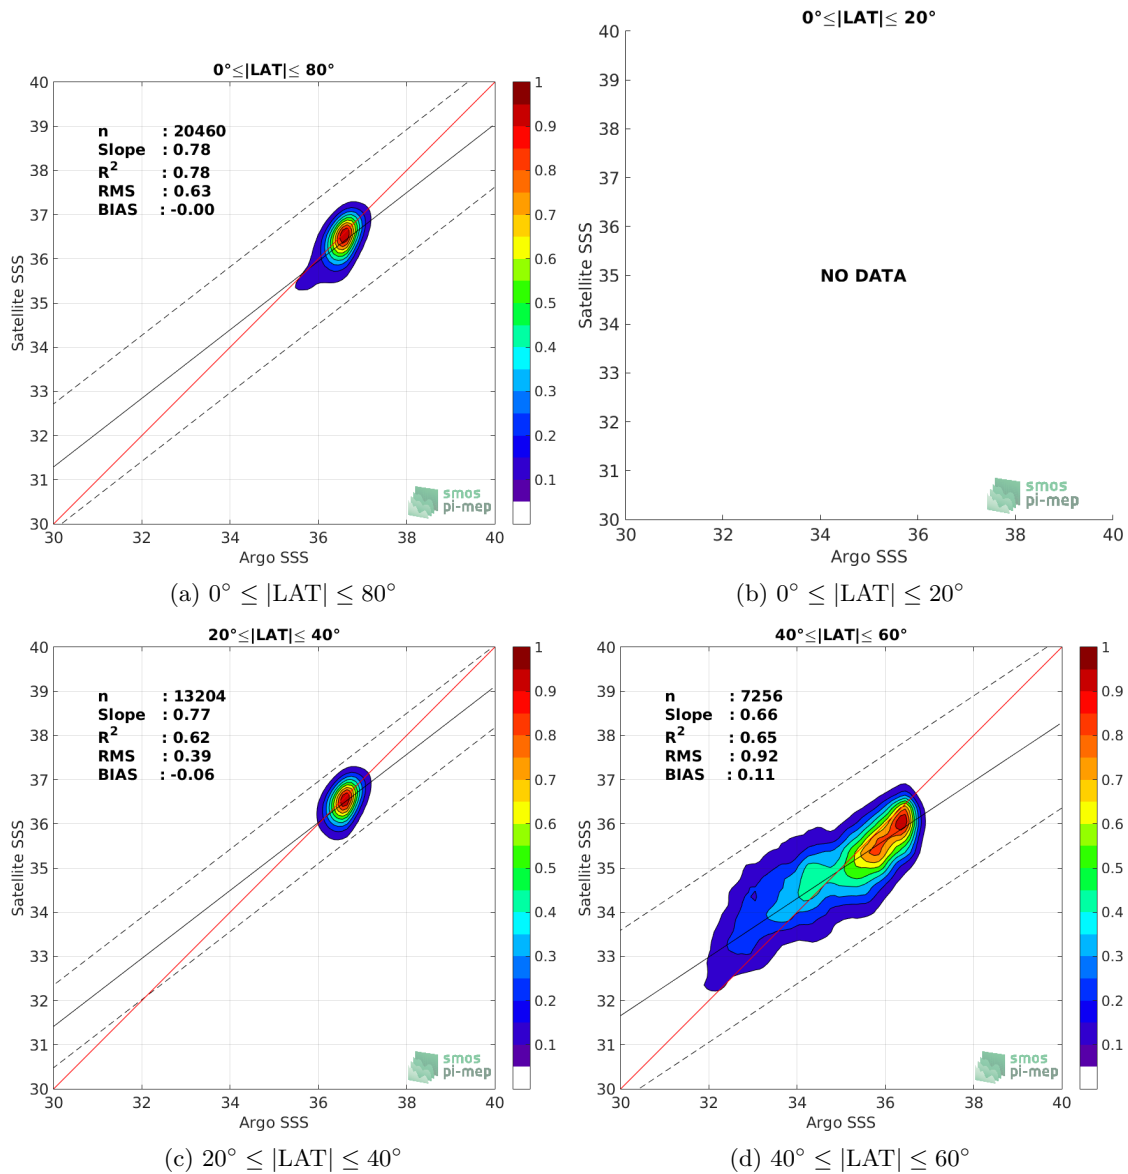 0°≤|LAT|≤ 80°
40
39
38
37
36
35
34
33
32
31
30
Satellite SSS
n : 20460
Slope : 0.78
R² : 0.78
RMS : 0.63
BIAS : -0.00
30 32 34 36 38 40
Argo SSS
1
0.9
0.8
0.7
0.6
0.5
0.4
0.3
0.2
0.1
smos
pi-mep
(a) 0° ≤ |LAT| ≤ 80°
0°≤|LAT|≤ 20°
40
39
38
37
36
35
34
33
32
31
30
Satellite SSS
NO DATA
30 32 34 36 38 40
Argo SSS
smos
pi-mep
(b) 0° ≤ |LAT| ≤ 20°
20°≤|LAT|≤ 40°
40
39
38
37
36
35
34
33
32
31
30
Satellite SSS
n : 13204
Slope : 0.77
R² : 0.62
RMS : 0.39
BIAS : -0.06
30 32 34 36 38 40
Argo SSS
1
0.9
0.8
0.7
0.6
0.5
0.4
0.3
0.2
0.1
smos
pi-mep
(c) 20° ≤ |LAT| ≤ 40°
40°≤|LAT|≤ 60°
40
39
38
37
36
35
34
33
32
31
30
Satellite SSS
n : 7256
Slope : 0.66
R² : 0.65
RMS : 0.92
BIAS : 0.11
30 32 34 36 38 40
Argo SSS
1
0.9
0.8
0.7
0.6
0.5
0.4
0.3
0.2
0.1
smos
pi-mep
(d) 40° ≤ |LAT| ≤ 60°